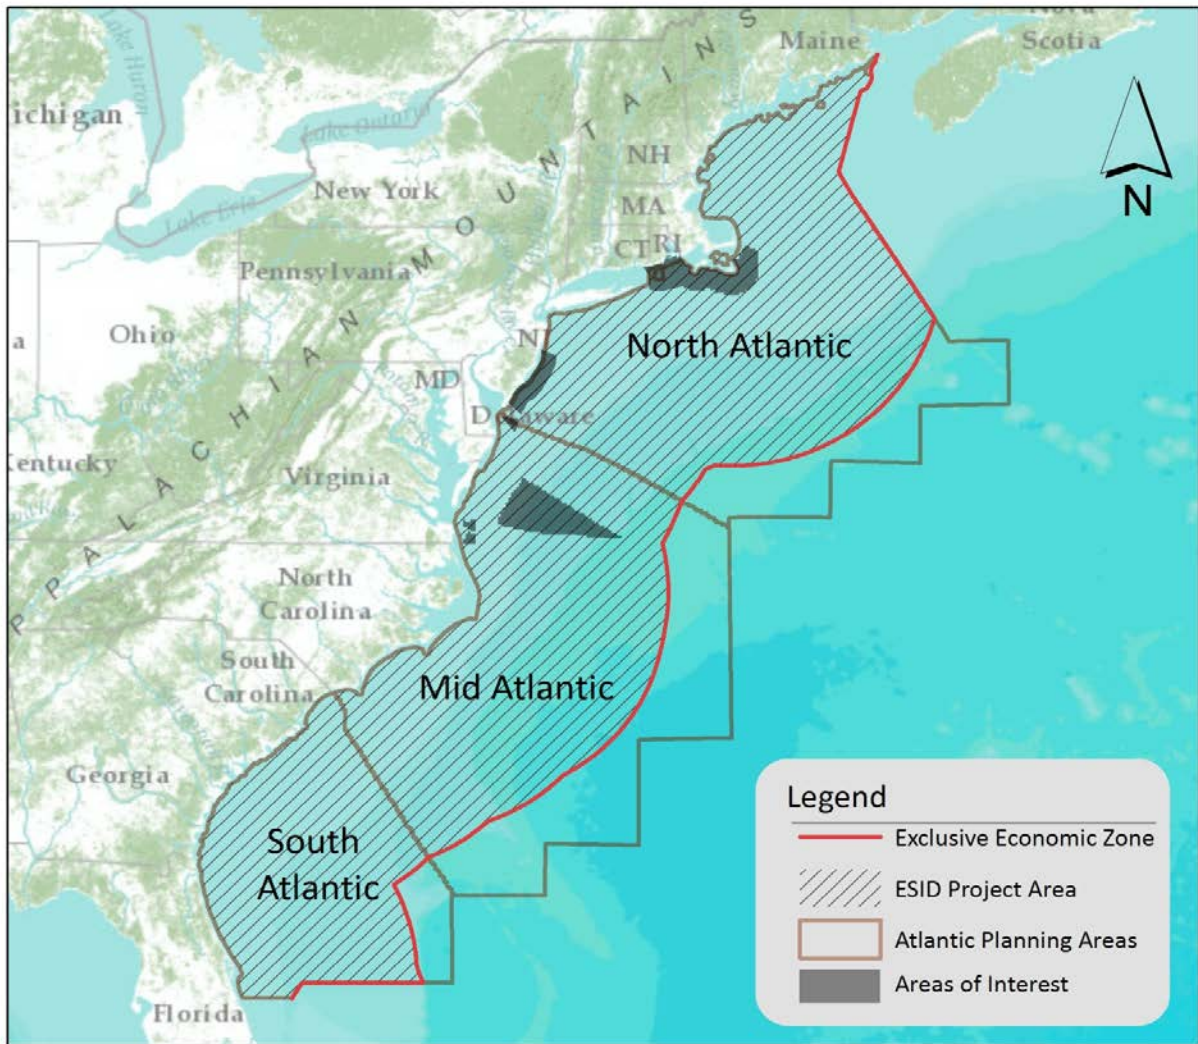 Nova
Scotia
Maine
Lake Huron
ichigan
Lake Ontario
NH
New York
MA
Lake Erie
CT
RI
Pennsylvania
PPALACHIAN MOUNTAINS
Ohio
a
NJ
North Atlantic
MD
Delaware
Kentucky
Virginia
North
Carolina
South
Carolina
Mid Atlantic
Georgia
South
Atlantic
Florida
N
Legend
Exclusive Economic Zone
ESID Project Area
Atlantic Planning Areas
Areas of Interest